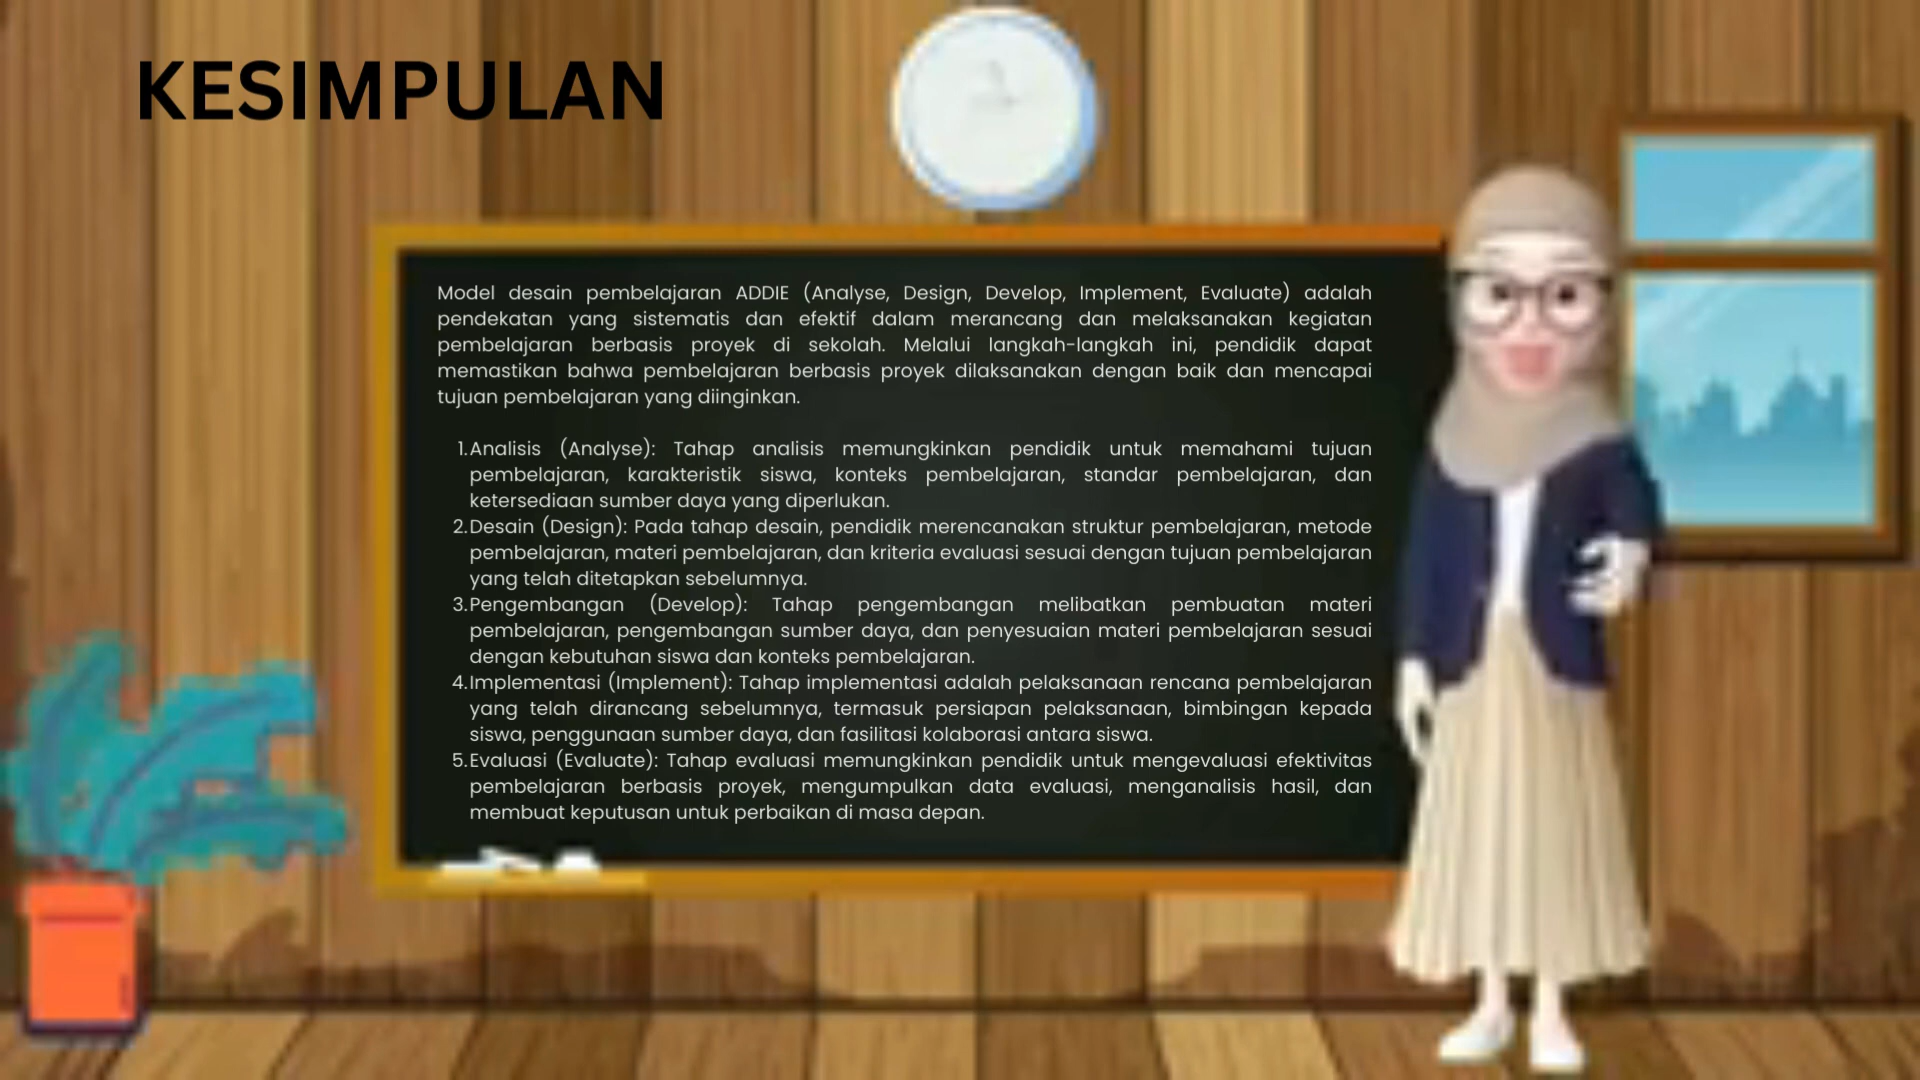 KESIMPULAN
Model desain pembelajaran ADDIE (Analyse, Design, Develop, Implement, Evaluate) adalah
pendekatan yang sistematis dan efektif dalam merancang dan melaksanakan kegiatan
pembelajaran berbasis proyek di sekolah. Melalui langkah-langkah ini, pendidik dapat
memastikan bahwa pembelajaran berbasis proyek dilaksanakan dengan baik dan mencapai
tujuan pembelajaran yang diinginkan.
1. Analisis (Analyse): Tahap analisis memungkinkan pendidik untuk memahami tujuan
pembelajaran, karakteristik siswa, konteks pembelajaran, standar pembelajaran, dan
ketersediaan sumber daya yang diperlukan.
2. Desain (Design): Pada tahap desain, pendidik merencanakan struktur pembelajaran, metode
pembelajaran, materi pembelajaran, dan kriteria evaluasi sesuai dengan tujuan pembelajaran
yang telah ditetapkan sebelumnya.
3. Pengembangan (Develop): Tahap pengembangan melibatkan pembuatan materi
pembelajaran, pengembangan sumber daya, dan penyesuaian materi pembelajaran sesuai
dengan kebutuhan siswa dan konteks pembelajaran.
4. Implementasi (Implement): Tahap implementasi adalah pelaksanaan rencana pembelajaran
yang telah dirancang sebelumnya, termasuk persiapan pelaksanaan, bimbingan kepada
siswa, penggunaan sumber daya, dan fasilitasi kolaborasi antara siswa.
5. Evaluasi (Evaluate): Tahap evaluasi memungkinkan pendidik untuk mengevaluasi efektivitas
pembelajaran berbasis proyek, mengumpulkan data evaluasi, menganalisis hasil, dan
membuat keputusan untuk perbaikan di masa depan.